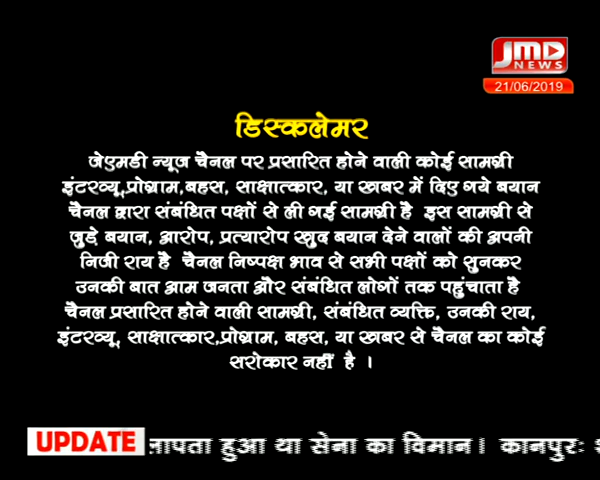 JMD
NEWS
21/06/2019
डिस्कलेमर
जेएमडी न्यूज चैनल पर प्रसारित होने वाली कोई सामग्री
इंटरव्यू,प्रोग्राम,बहस, साक्षात्कार, या खबर में दिए गये बयान
चैनल द्वारा संबंधित पक्षों से ली गई सामग्री है इस सामग्री से
जुड़े बयान, आरोप, प्रत्यारोप खुद बयान देने वालों की अपनी
निजी राय है चैनल निष्पक्ष भाव से सभी पक्षों को सुनकर
उनकी बात आम जनता और संबंधित लोगों तक पहुंचाता है
चैनल प्रसारित होने वाली सामग्री, संबंधित व्यक्ति, उनकी राय,
इंटरव्यू, साक्षात्कार,प्रोग्राम, बहस, या खबर से चैनल का कोई
सरोकार नहीं है ।
UPDATE लापता हुआ था सेना का विमान। कानपुरः